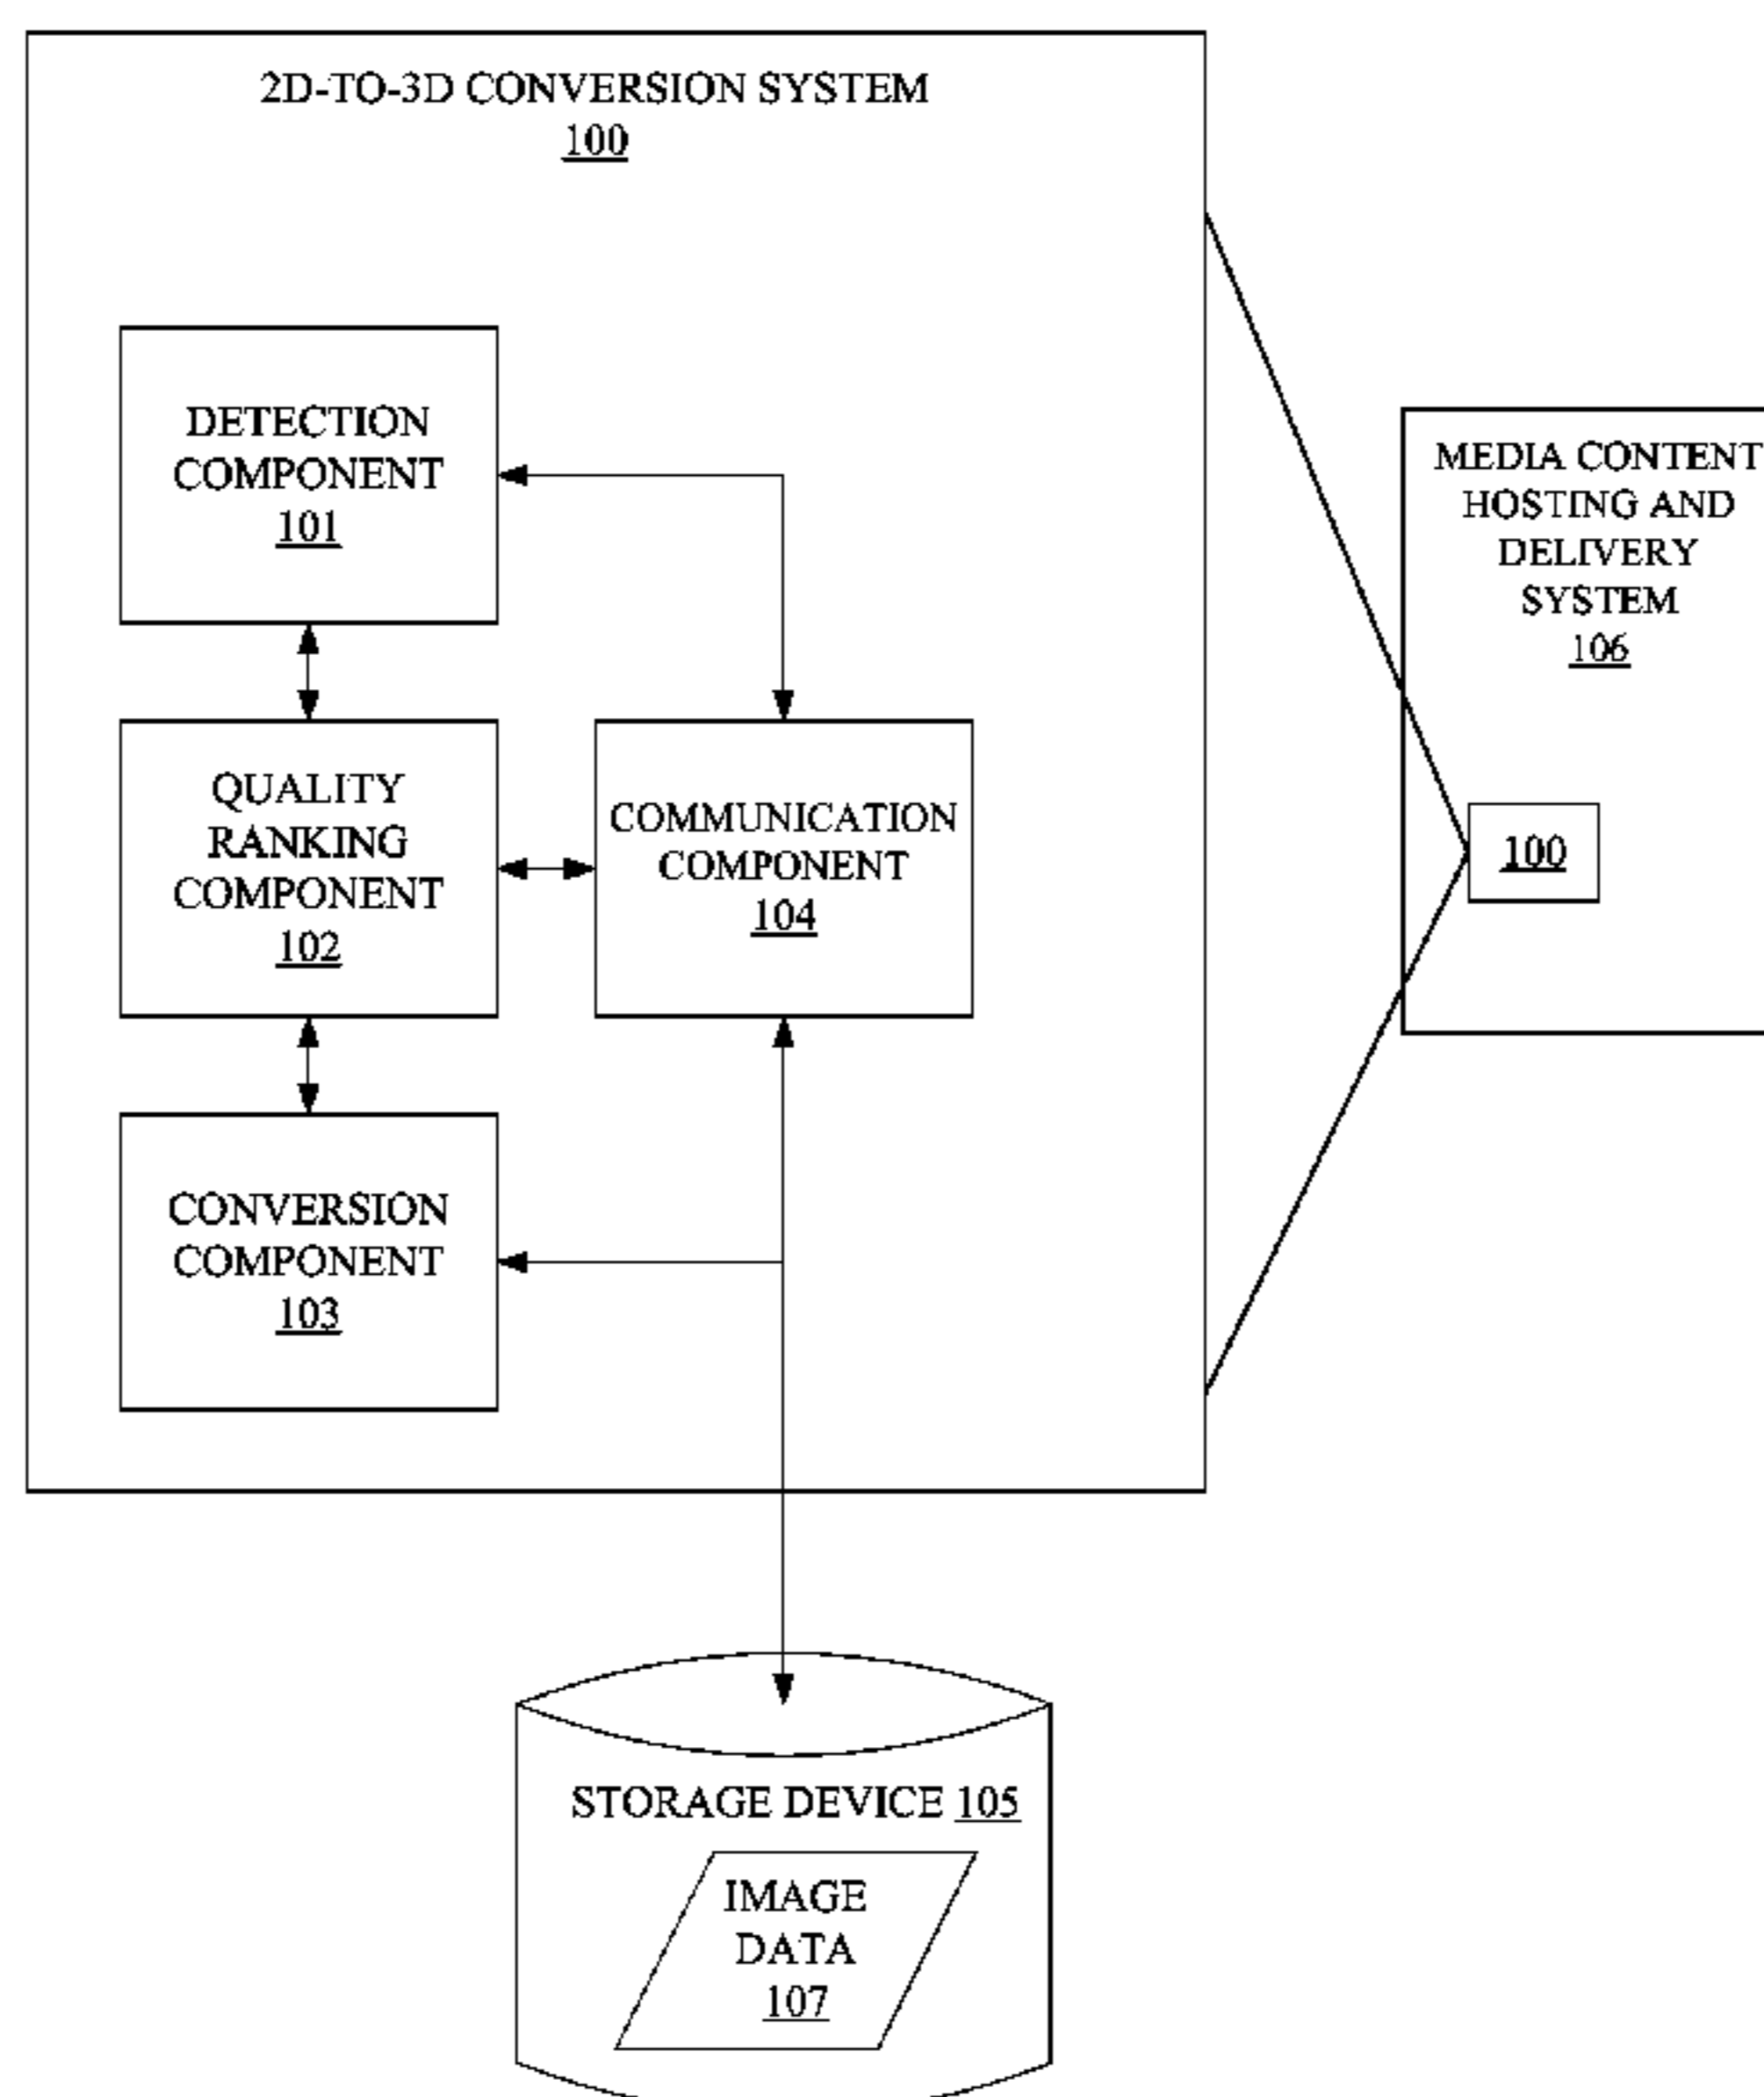 2D-TO-3D CONVERSION SYSTEM
100
DETECTION
COMPONENT
101
QUALITY
RANKING
COMPONENT
102
COMMUNICATION
COMPONENT
104
CONVERSION
COMPONENT
103
MEDIA CONTENT
HOSTING AND
DELIVERY
SYSTEM
106
100
STORAGE DEVICE 105
IMAGE
DATA
107